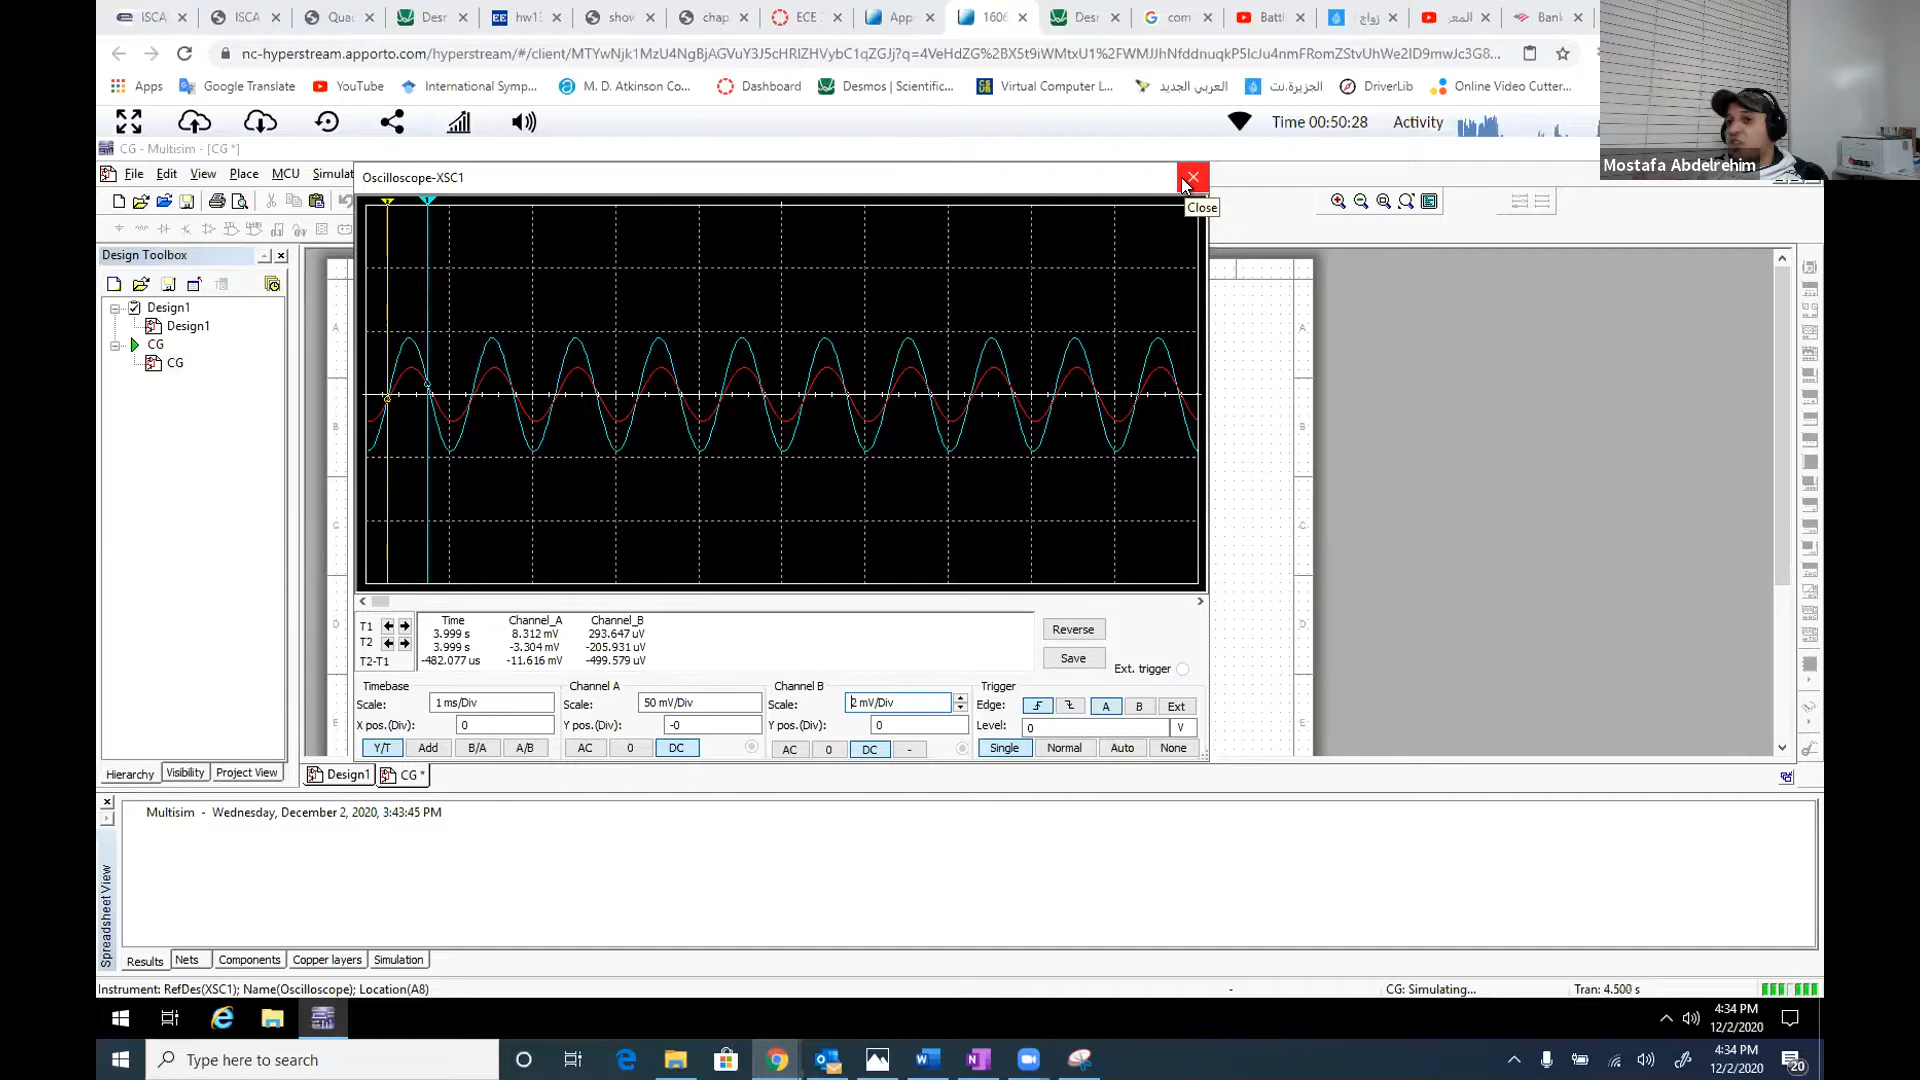 ISCA
ISCA
Qua
Desr
hw1
show
chap
ECE
App
1606
Desr
com
Battl
زواج
المعر
Bank
nc-hyperstream.apporto.com/hyperstream/#/client/
Apps
Google Translate
YouTube
International Symp...
M. D. Atkinson Co...
Dashboard
Desmos | Scientific...
Virtual Computer L...
العربي الجديد
الجزيرة.نت
DriverLib
Online Video Cutter...
Time 00:50:28
Activity
Mostafa Abdelrehim
CG - Multisim - [CG *]
File Edit View Place MCU Simulat
Oscilloscope-XSC1
Close
Design Toolbox
Design1
Design1
CG
CG
A
B
C
A
B
C
D
E
Time Channel_A Channel_B
T1 3.999 s 8.312 mV 293.647 uV
T2 3.999 s -3.304 mV -205.931 uV
T2-T1 -482.077 us -11.616 mV -499.579 uV
Reverse
Save
Ext. trigger
Timebase
Scale: 1 ms/Div
X pos.(Div): 0
Y/T Add B/A A/B
Channel A
Scale: 50 mV/Div
Y pos.(Div): -0
AC 0 DC
Channel B
Scale: 2 mV/Div
Y pos.(Div): 0
AC 0 DC -
Trigger
Edge: A B Ext
Level: 0 V
Single Normal Auto None
Hierarchy Visibility Project View
Design1 CG *
Multisim - Wednesday, December 2, 2020, 3:43:45 PM
Spreadsheet View
Results Nets Components Copper layers Simulation
Instrument: RefDes(XSC1); Name(Oscilloscope); Location(A8)
-
CG: Simulating...
Tran: 4.500 s
4:34 PM
12/2/2020
Type here to search
4:34 PM
12/2/2020
20